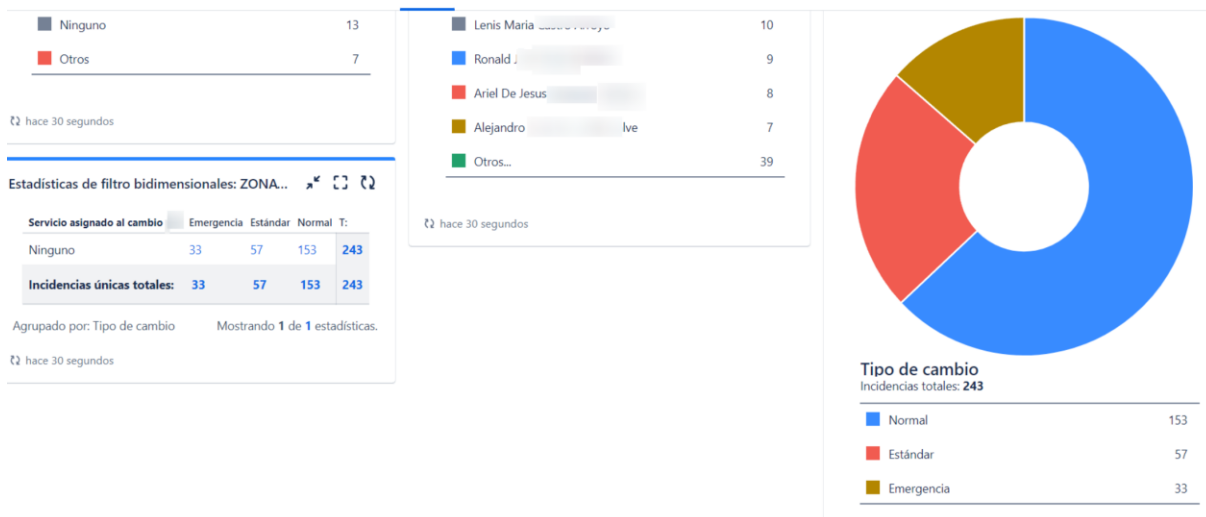 Ninguno 13
Otros 7
hace 30 segundos
Estadísticas de filtro bidimensionales: ZONA...
Servicio asignado al cambio Emergencia Estándar Normal T:
Ninguno 33 57 153 243
Incidencias únicas totales: 33 57 153 243
Agrupado por: Tipo de cambio Mostrando 1 de 1 estadísticas.
hace 30 segundos
Lenis Maria 10
Ronald 9
Ariel De Jesus 8
Alejandro lve 7
Otros... 39
hace 30 segundos
Tipo de cambio
Incidencias totales: 243
Normal 153
Estándar 57
Emergencia 33